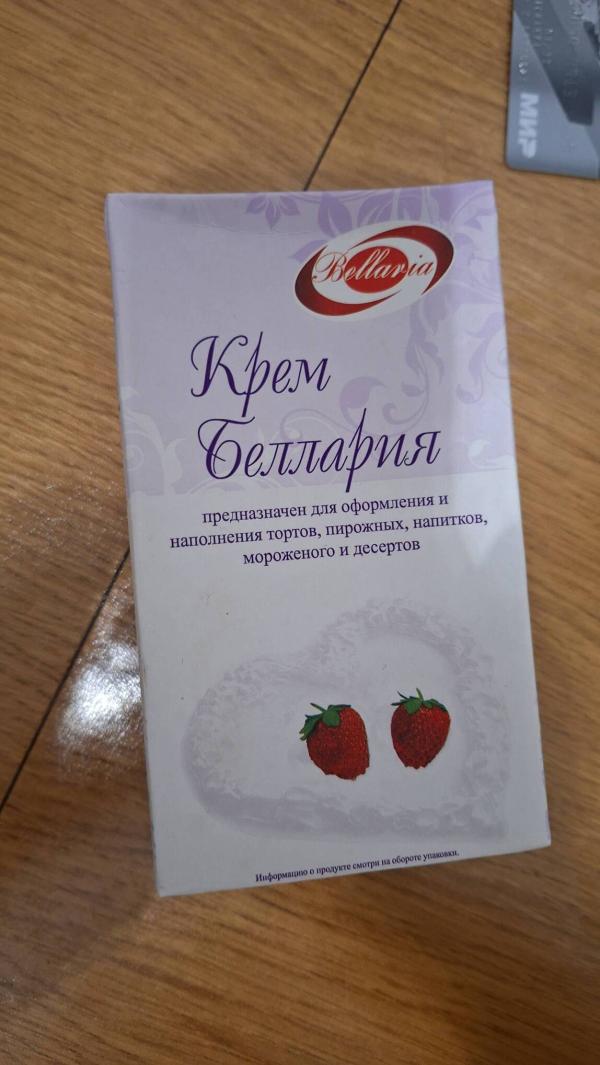 МИР
Bellaria
Крем
Беллария
предназначен для оформления и
наполнения тортов, пирожных, напитков,
мороженого и десертов
Информацию о продукте смотри на обороте упаковки.